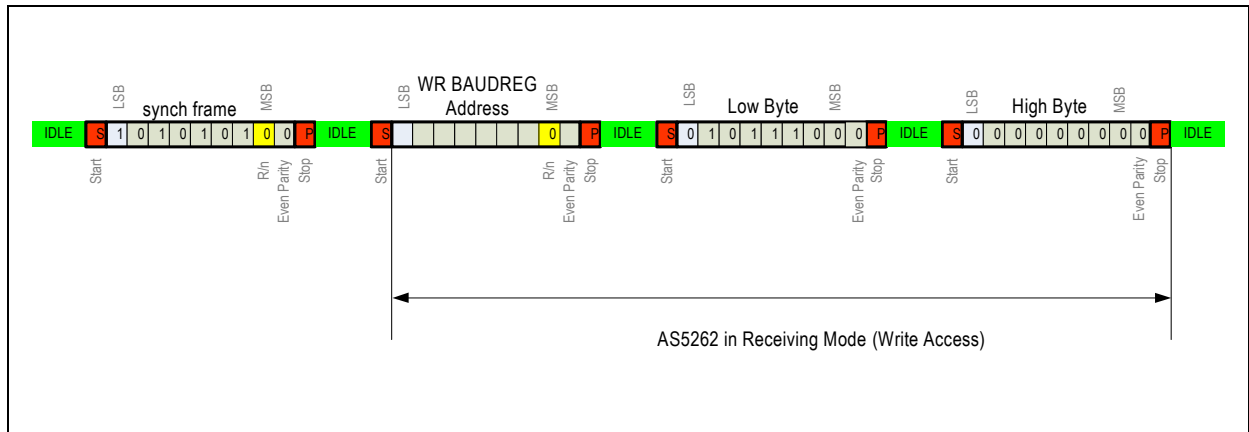 LSB MSB LSB WR BAUDREG MSB LSB MSB LSB MSB
synch frame Address Low Byte High Byte
IDLE S 1 0 1 0 1 0 1 0 0 P IDLE S 0 P IDLE S 0 1 0 1 1 1 0 0 0 P IDLE S 0 0 0 0 0 0 0 0 0 P IDLE
Start R/n Even Parity Stop Start R/n Even Parity Stop Start Even Parity Stop Start Even Parity Stop
AS5262 in Receiving Mode (Write Access)